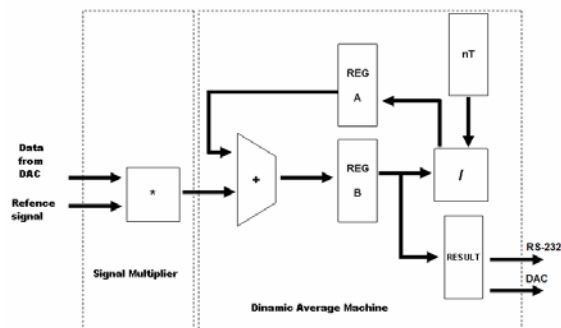 nT
REG
A
Data
from
DAC
Refence
signal
*
+
REG
B
/
RESULT
RS-232
DAC
Signal Multiplier
Dinamic Average Machine